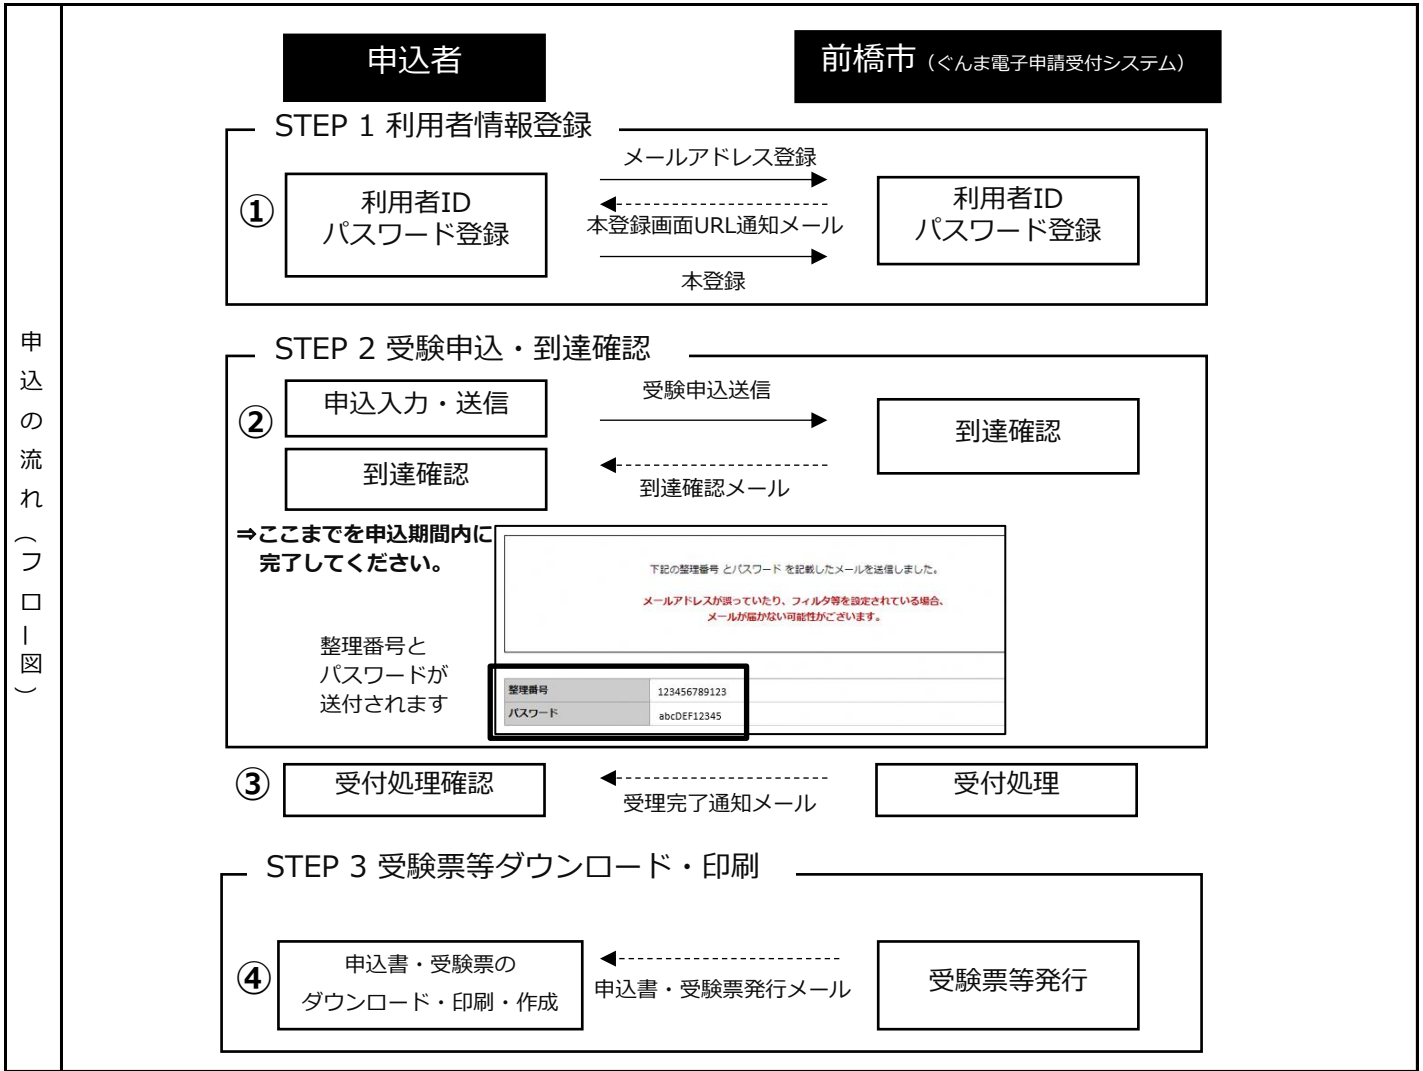 申込の流れ（フロー図）
申込者
前橋市（ぐんま電子申請受付システム）
STEP 1 利用者情報登録
①
利用者ID
パスワード登録
メールアドレス登録
本登録画面URL通知メール
本登録
利用者ID
パスワード登録
STEP 2 受験申込・到達確認
②
申込入力・送信
受験申込送信
到達確認
到達確認
到達確認メール
⇒ここまでを申込期間内に
完了してください。
下記の整理番号 とパスワード を記載したメールを送信しました。
メールアドレスが誤っていたり、フィルタ等を設定されている場合、
メールが届かない可能性がございます。
整理番号と
パスワードが
送付されます
整理番号 123456789123
パスワード abcDEF12345
③
受付処理確認
受理完了通知メール
受付処理
STEP 3 受験票等ダウンロード・印刷
④
申込書・受験票の
ダウンロード・印刷・作成
申込書・受験票発行メール
受験票等発行